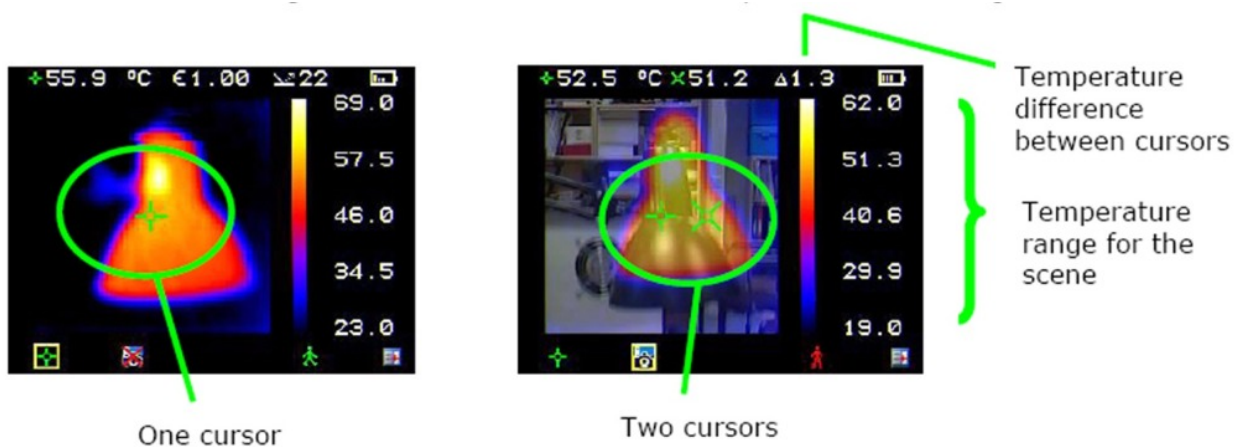 55.9 ºC €1.00 22
69.0
57.5
46.0
34.5
23.0
One cursor
52.5 ºC 51.2 Δ1.3
62.0
51.3
40.6
29.9
19.0
Two cursors
Temperature
difference
between cursors
Temperature
range for the
scene